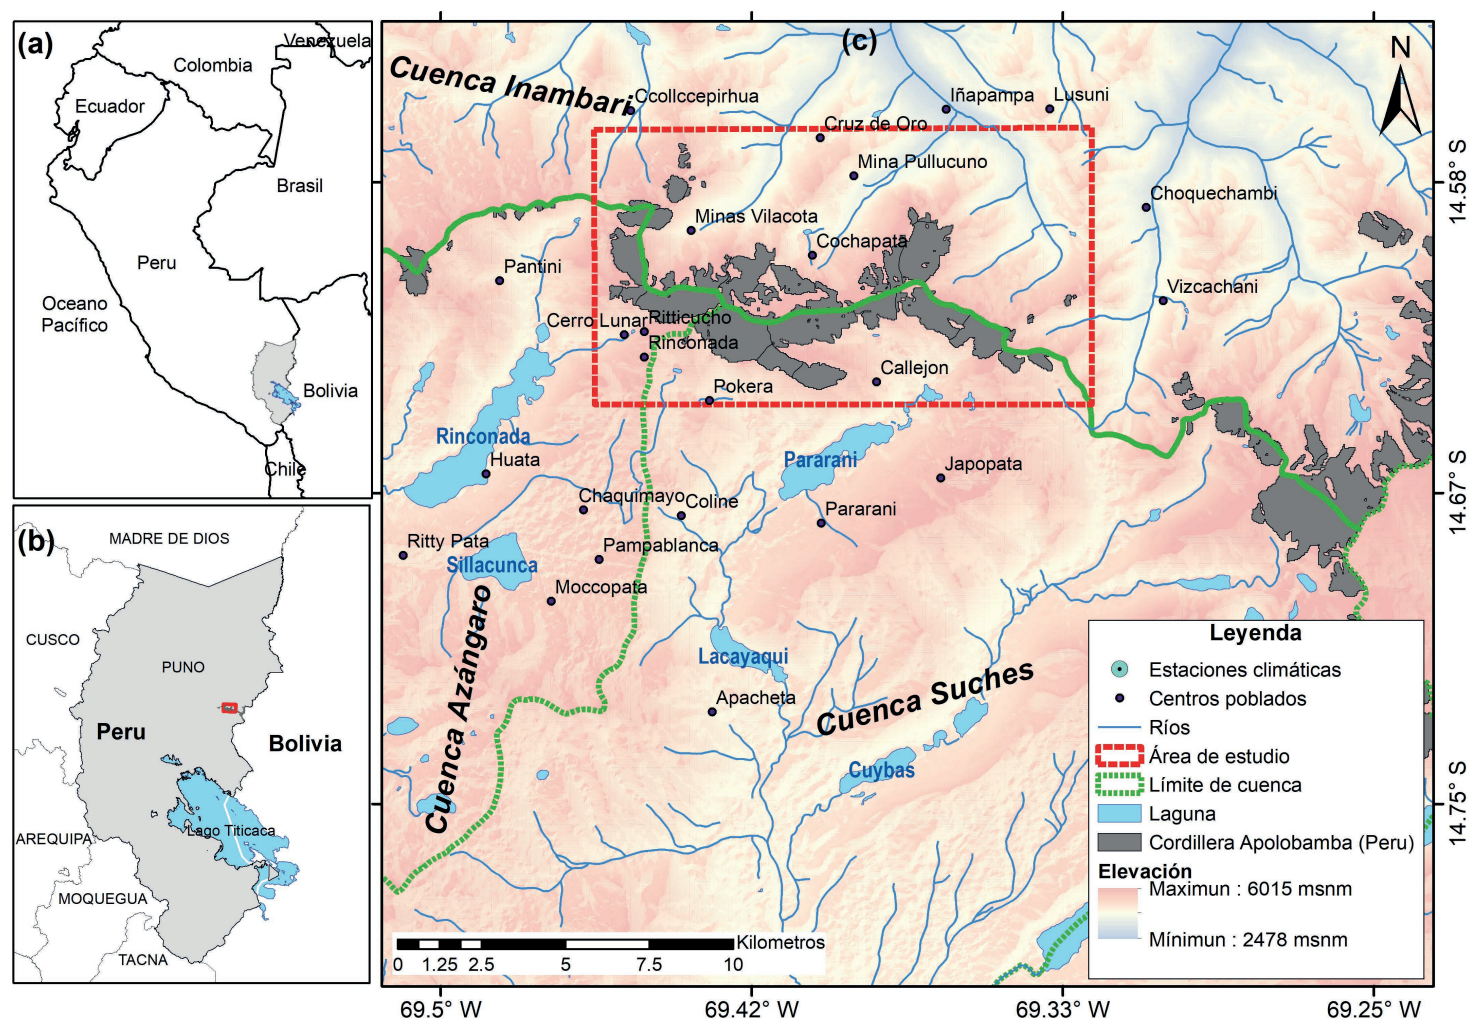 (a)
Venezuela
Colombia
Ecuador
Brasil
Peru
Oceano
Pacífico
Bolivia
Chile
(b)
MADRE DE DIOS
CUSCO
PUNO
Peru
Bolivia
Lago Titicaca
AREQUIPA
MOQUEGUA
TACNA
(c)
N
Cuenca Inambari
Ccollccepirhua
Iñapampa
Lusuni
Cruz de Oro
Mina Pullucuno
Choquechambi
Minas Vilacota
Cochapata
Pantini
Vizcachani
Cerro Lunar
Ritticucho
Rinconada
Callejon
Pokera
Rinconada
Huata
Pararani
Japopata
Chaquimayo
Coline
Pararani
Ritty Pata
Sillacunca
Pampablanca
Moccopata
Cuenca Azángaro
Lacayaqui
Apacheta
Cuenca Suches
Cuybas
Leyenda
Estaciones climáticas
Centros poblados
Ríos
Área de estudio
Límite de cuenca
Laguna
Cordillera Apolobamba (Peru)
Elevación
Maximun : 6015 msnm
Mínimun : 2478 msnm
Kilometros
0 1.25 2.5 5 7.5 10
14.58° S
14.67° S
14.75° S
69.5° W 69.42° W 69.33° W 69.25° W